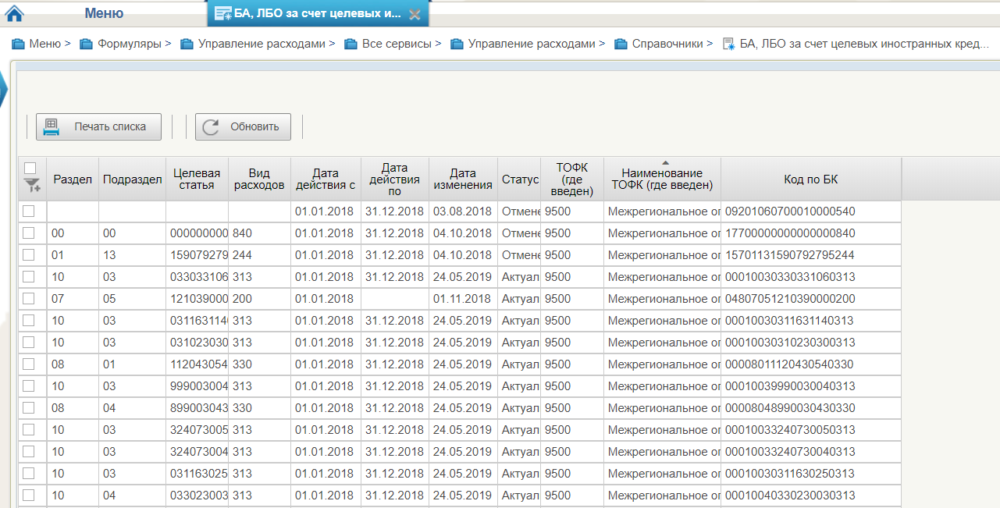 Меню БА, ЛБО за счет целевых и...
Меню > Формуляры > Управление расходами > Все сервисы > Управление расходами > Справочники > БА, ЛБО за счет целевых иностранных кред...
Печать списка Обновить
Раздел Подраздел Целевая статья Вид расходов Дата действия с Дата действия по Дата изменения Статус ТОФК (где введен) Наименование ТОФК (где введен) Код по БК
01.01.2018 31.12.2018 03.08.2018 Отмене 9500 Межрегиональное оп 09201060700010000540
00 00 000000000 840 01.01.2018 31.12.2018 04.10.2018 Отмене 9500 Межрегиональное оп 17700000000000000840
01 13 159079279 244 01.01.2018 31.12.2018 04.10.2018 Отмене 9500 Межрегиональное оп 15701131590792795244
10 03 033033106 313 01.01.2018 31.12.2018 24.05.2019 Актуал 9500 Межрегиональное оп 00010030330331060313
07 05 121039000 200 01.01.2018 01.11.2018 Актуал 9500 Межрегиональное оп 04807051210390000200
10 03 031163114 313 01.01.2018 31.12.2018 24.05.2019 Актуал 9500 Межрегиональное оп 00010030311631140313
10 03 031023030 313 01.01.2018 31.12.2018 24.05.2019 Актуал 9500 Межрегиональное оп 00010030310230300313
08 01 112043054 330 01.01.2018 31.12.2018 24.05.2019 Актуал 9500 Межрегиональное оп 00008011120430540330
10 03 999003004 313 01.01.2018 31.12.2018 24.05.2019 Актуал 9500 Межрегиональное оп 00010039990030040313
08 04 899003043 330 01.01.2018 31.12.2018 24.05.2019 Актуал 9500 Межрегиональное оп 00008048990030430330
10 03 324073005 313 01.01.2018 31.12.2018 24.05.2019 Актуал 9500 Межрегиональное оп 00010033240730050313
10 03 324073004 313 01.01.2018 31.12.2018 24.05.2019 Актуал 9500 Межрегиональное оп 00010033240730040313
10 03 031163025 313 01.01.2018 31.12.2018 24.05.2019 Актуал 9500 Межрегиональное оп 00010030311630250313
10 04 033023003 313 01.01.2018 31.12.2018 24.05.2019 Актуал 9500 Межрегиональное оп 00010040330230030313